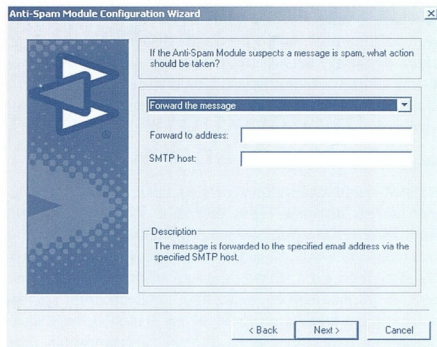 Anti-Spam Module Configuration Wizard
If the Anti-Spam Module suspects a message is spam, what action
should be taken?
Forward the message
Forward to address:
SMTP host:
Description
The message is forwarded to the specified email address via the
specified SMTP host.
< Back
Next >
Cancel